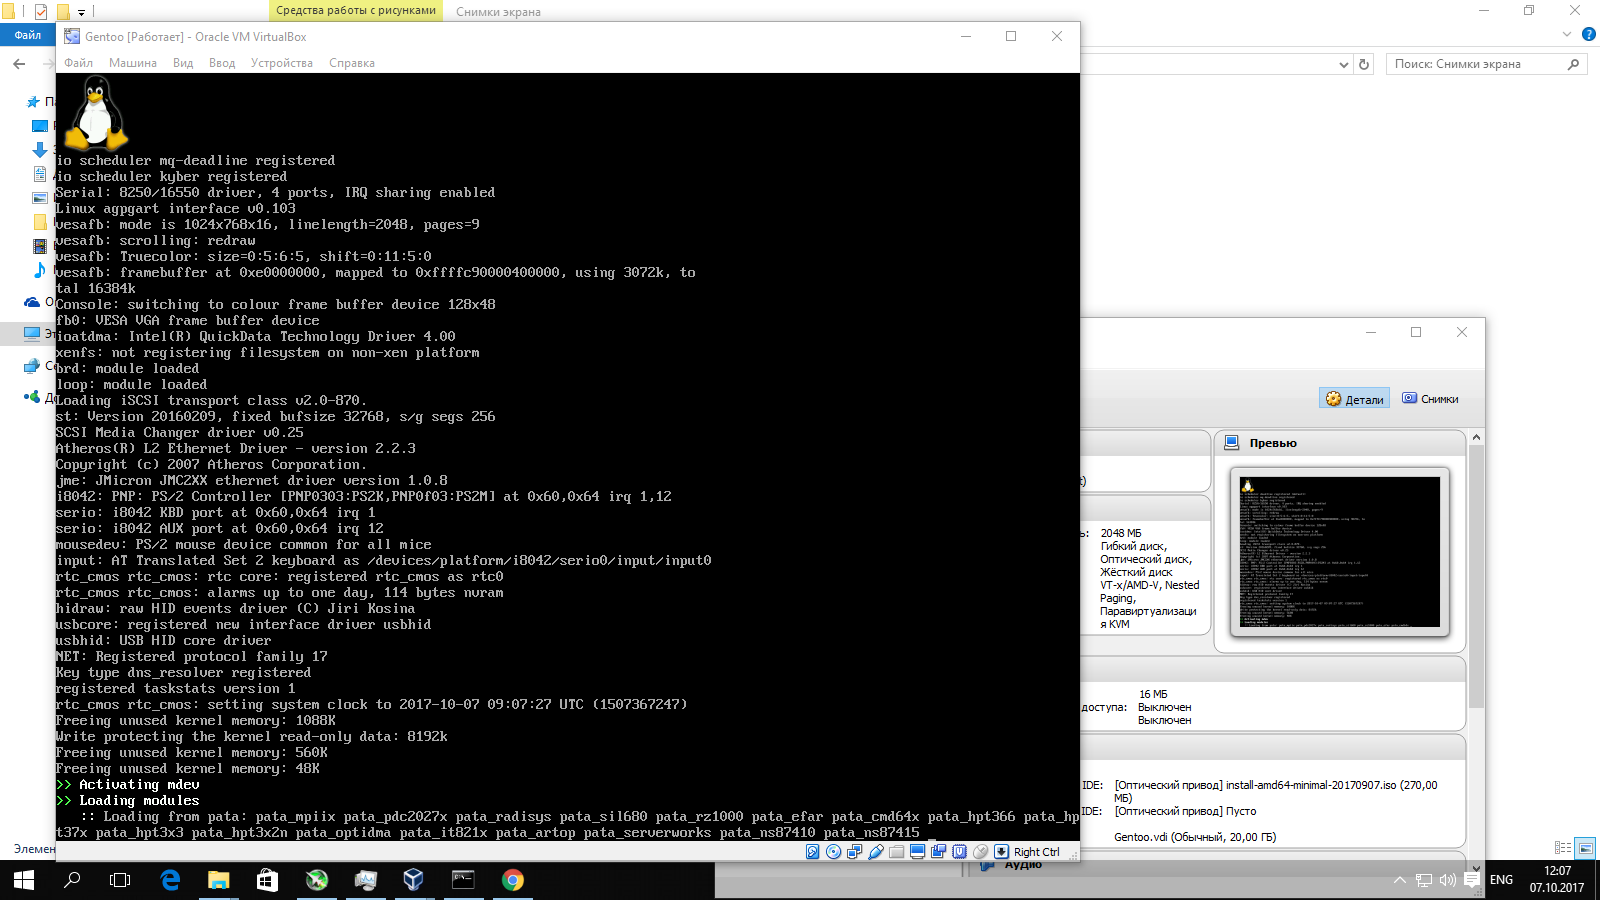 Средства работы с рисунками
Снимки экрана
Файл
Gentoo [Работает] - Oracle VM VirtualBox
Файл Машина Вид Ввод Устройства Справка
Поиск: Снимки экрана
io scheduler mq-deadline registered
io scheduler kyber registered
Serial: 8250/16550 driver, 4 ports, IRQ sharing enabled
Linux agpgart interface v0.103
vesafb: mode is 1024x768x16, linelength=2048, pages=9
vesafb: scrolling: redraw
vesafb: Truecolor: size=0:5:6:5, shift=0:11:5:0
vesafb: framebuffer at 0xe0000000, mapped to 0xffffc90000400000, using 3072k, to
tal 16384k
Console: switching to colour frame buffer device 128x48
fb0: VESA VGA frame buffer device
ioatdma: Intel(R) QuickData Technology Driver 4.00
xenfs: not registering filesystem on non-xen platform
brd: module loaded
loop: module loaded
Loading iSCSI transport class v2.0-870.
st: Version 20160209, fixed bufsize 32768, s/g segs 256
SCSI Media Changer driver v0.25
Atheros(R) L2 Ethernet Driver - version 2.2.3
Copyright (c) 2007 Atheros Corporation.
jme: JMicron JMC2XX ethernet driver version 1.0.8
i8042: PNP: PS/2 Controller [PNP0303:PS2K,PNP0f03:PS2M] at 0x60,0x64 irq 1,12
serio: i8042 KBD port at 0x60,0x64 irq 1
serio: i8042 AUX port at 0x60,0x64 irq 12
mousedev: PS/2 mouse device common for all mice
input: AT Translated Set 2 keyboard as /devices/platform/i8042/serio0/input/input0
rtc_cmos rtc_cmos: rtc core: registered rtc_cmos as rtc0
rtc_cmos rtc_cmos: alarms up to one day, 114 bytes nvram
hidraw: raw HID events driver (C) Jiri Kosina
usbcore: registered new interface driver usbhid
usbhid: USB HID core driver
NET: Registered protocol family 17
Key type dns_resolver registered
registered taskstats version 1
rtc_cmos rtc_cmos: setting system clock to 2017-10-07 09:07:27 UTC (1507367247)
Freeing unused kernel memory: 1088K
Write protecting the kernel read-only data: 8192k
Freeing unused kernel memory: 560K
Freeing unused kernel memory: 48K
>> Activating mdev
>> Loading modules
:: Loading from pata: pata_mpiix pata_pdc2027x pata_radisys pata_sil680 pata_rz1000 pata_efar pata_cmd64x pata_hpt366 pata_hp
t37x pata_hpt3x3 pata_hpt3x2n pata_optidma pata_it821x pata_artop pata_serverworks pata_ns87410 pata_ns87415 _
Right Ctrl
Детали Снимки
Превью
2048 МБ
Гибкий диск,
Оптический диск,
Жёсткий диск
VT-x/AMD-V, Nested
Paging,
Паравиртуализаци
я KVM
16 МБ
доступа: Выключен
Выключен
IDE: [Оптический привод] install-amd64-minimal-20170907.iso (270,00
МБ)
IDE: [Оптический привод] Пусто
Gentoo.vdi (Обычный, 20,00 ГБ)
Аудио
Элемен
ENG
12:07
07.10.2017